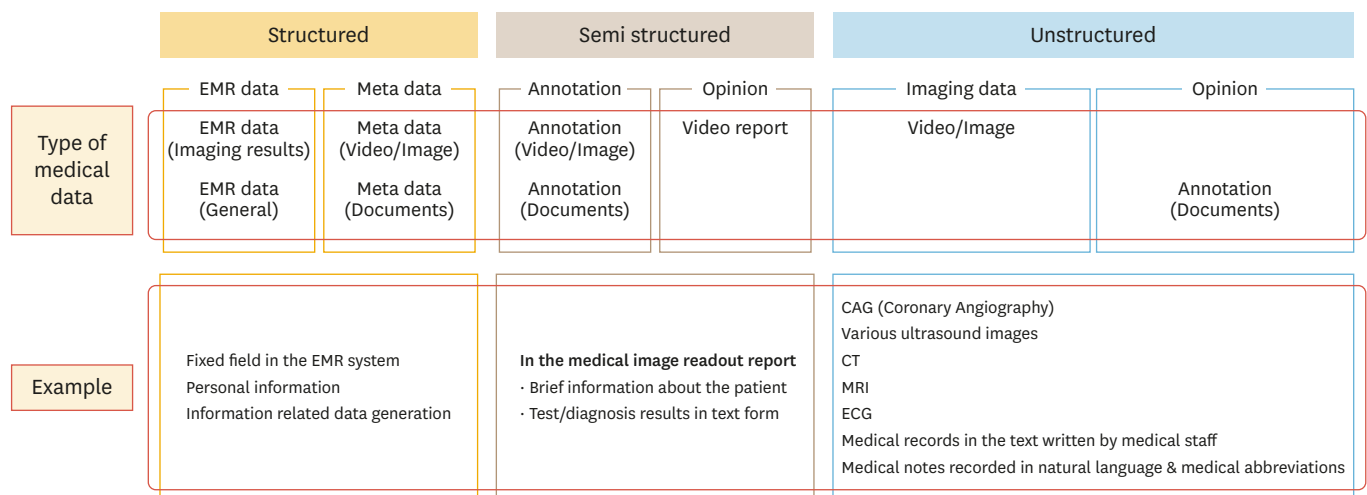 Structured
Semi structured
Unstructured
EMR data
Meta data
Annotation
Opinion
Imaging data
Opinion
Type of
medical
data
EMR data
(Imaging results)
EMR data
(General)
Meta data
(Video/Image)
Meta data
(Documents)
Annotation
(Video/Image)
Annotation
(Documents)
Video report
Video/Image
Annotation
(Documents)
Example
Fixed field in the EMR system
Personal information
Information related data generation
In the medical image readout report
· Brief information about the patient
· Test/diagnosis results in text form
CAG (Coronary Angiography)
Various ultrasound images
CT
MRI
ECG
Medical records in the text written by medical staff
Medical notes recorded in natural language & medical abbreviations